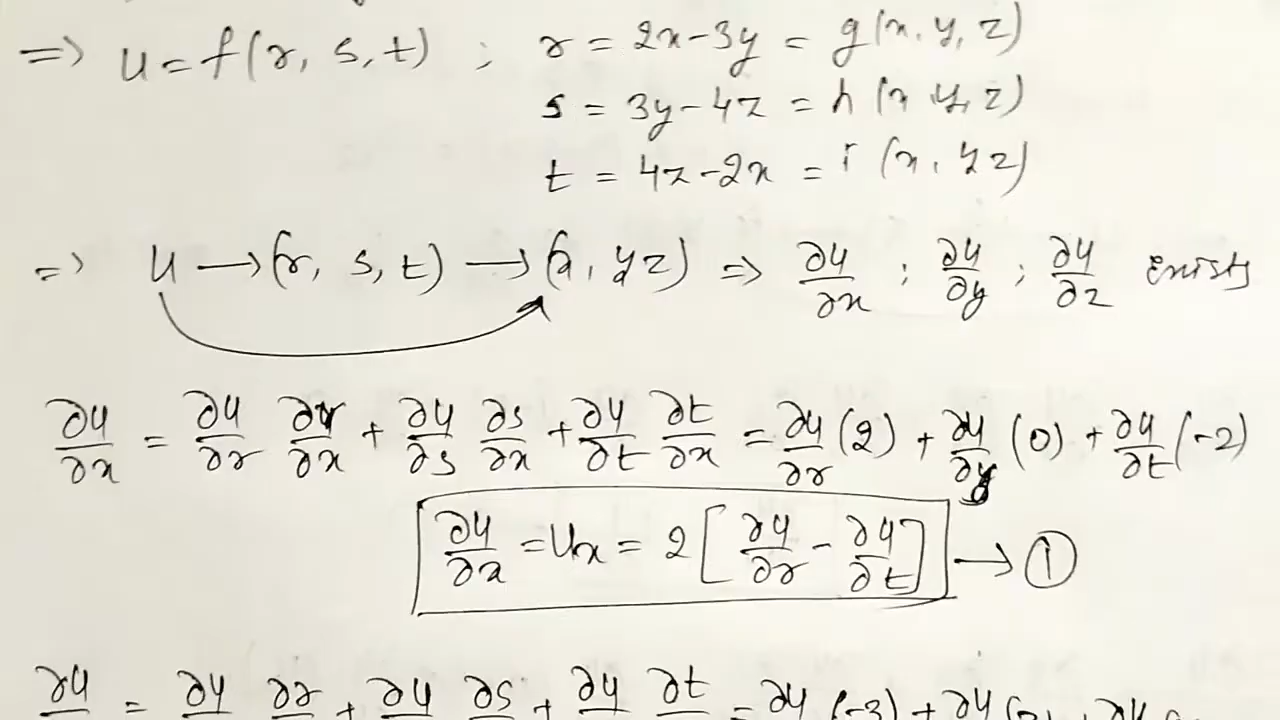 => u = f(r, s, t) ; r = 2x-3y = g(x, y, z)
s = 3y-4z = h(x, y, z)
t = 4z-2x = i(x, y, z)
=> u → (r, s, t) → (x, y, z) => ∂u/∂x ; ∂u/∂y ; ∂u/∂z exists
∂u/∂x = ∂u/∂r ∂r/∂x + ∂u/∂s ∂s/∂x + ∂u/∂t ∂t/∂x = ∂u/∂r (2) + ∂u/∂y (0) + ∂u/∂t (-2)
∂u/∂x = Ux = 2 [ ∂u/∂r - ∂u/∂t ] → ①
∂u = ∂u ∂r + ∂u ∂s + ∂u ∂t = ∂u (-3) + ∂u